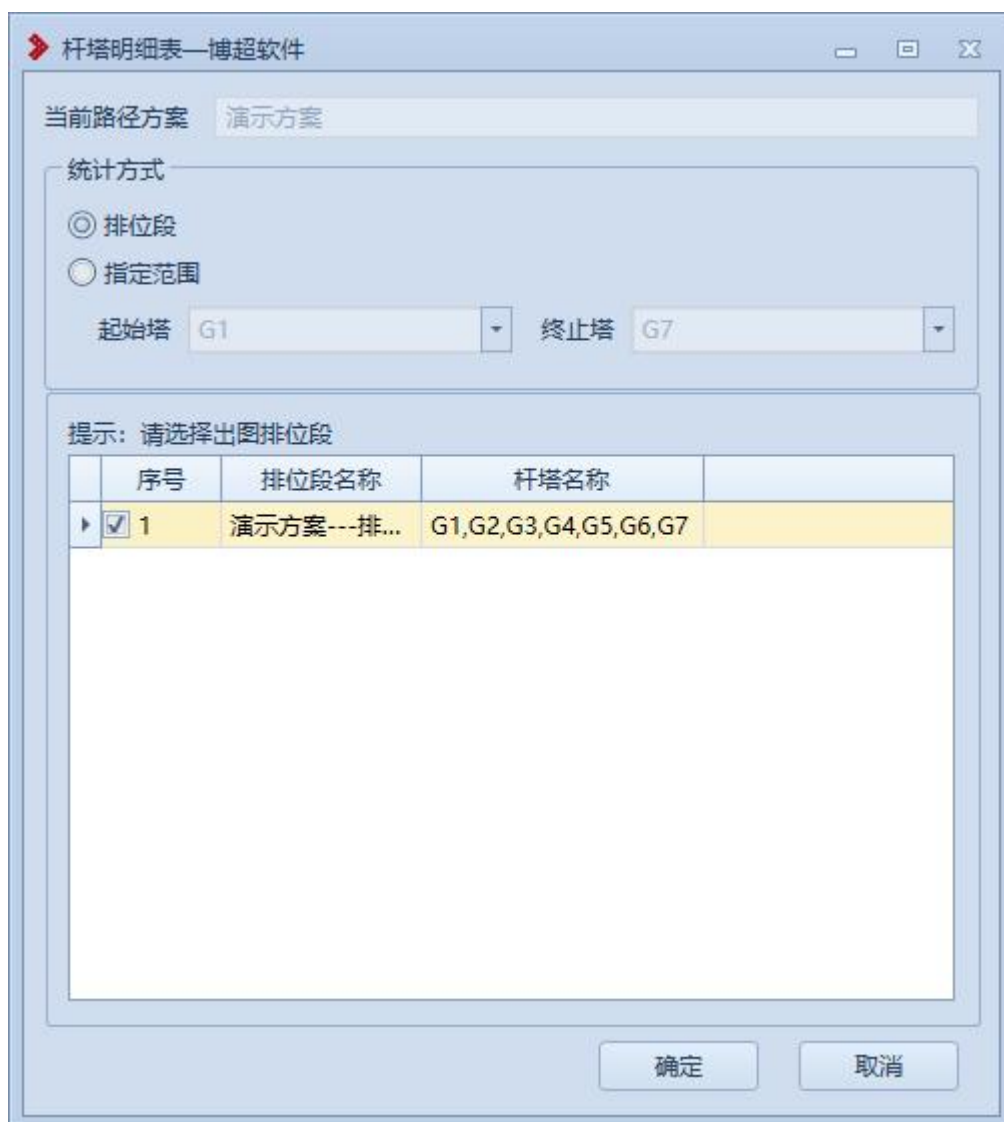 杆塔明细表—博超软件
当前路径方案 演示方案
统计方式
排位段
指定范围
起始塔 G1 终止塔 G7
提示：请选择出图排位段
序号 排位段名称 杆塔名称
1 演示方案---排... G1,G2,G3,G4,G5,G6,G7
确定 取消